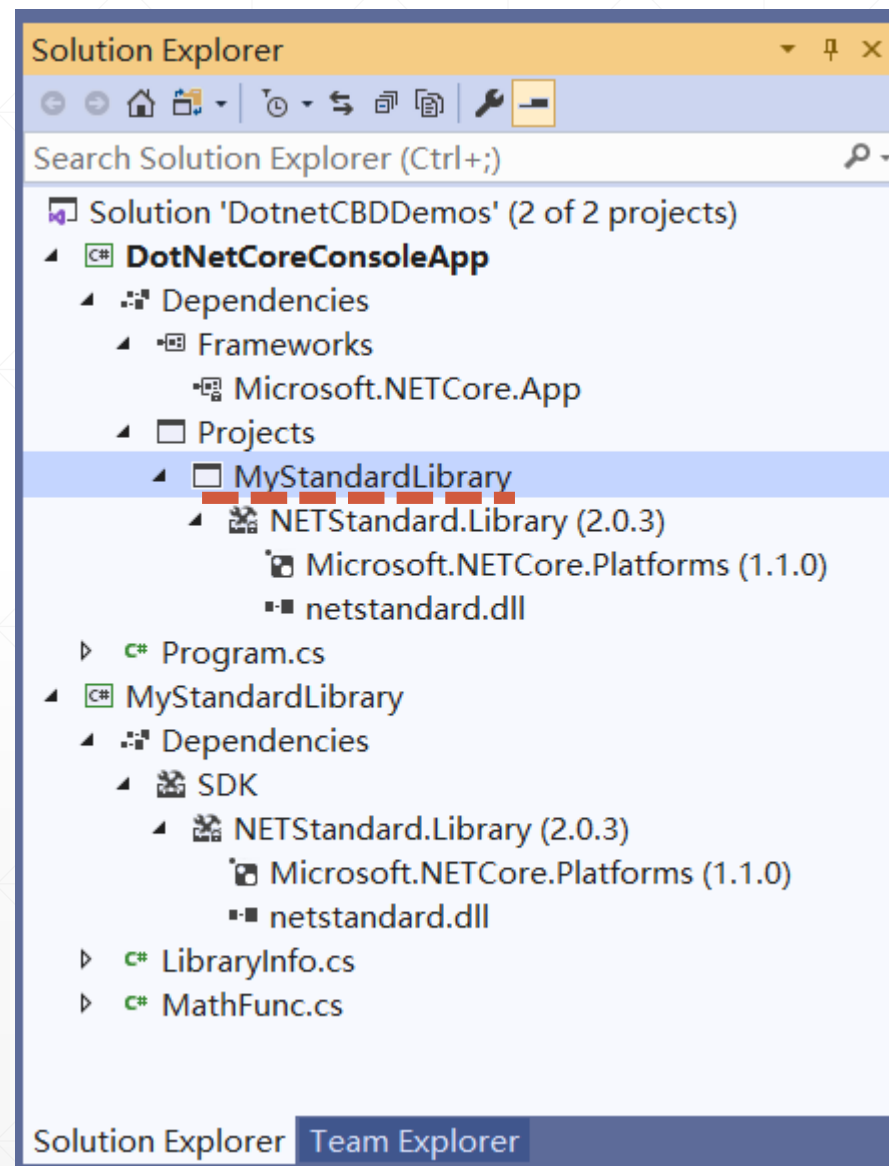 Solution Explorer
Search Solution Explorer (Ctrl+;)
Solution 'DotnetCBDDemos' (2 of 2 projects)
C# DotNetCoreConsoleApp
Dependencies
Frameworks
Microsoft.NETCore.App
Projects
MyStandardLibrary
NETStandard.Library (2.0.3)
Microsoft.NETCore.Platforms (1.1.0)
netstandard.dll
C# Program.cs
C# MyStandardLibrary
Dependencies
SDK
NETStandard.Library (2.0.3)
Microsoft.NETCore.Platforms (1.1.0)
netstandard.dll
C# LibraryInfo.cs
C# MathFunc.cs
Solution Explorer Team Explorer